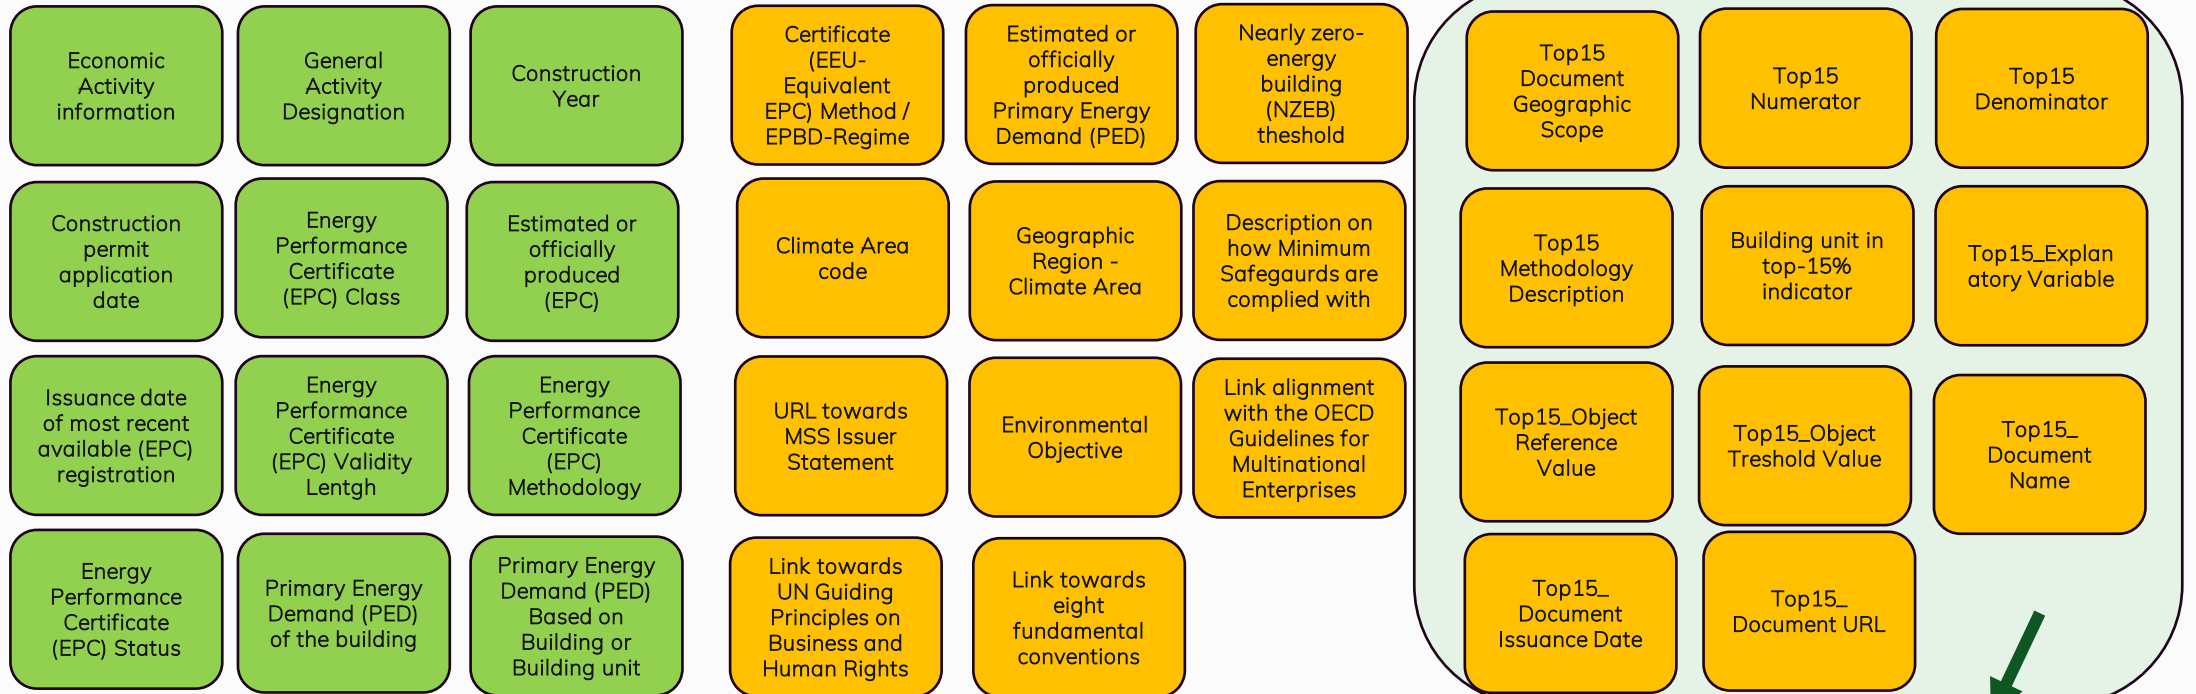 Economic
Activity
information
General
Activity
Designation
Construction
Year
Certificate
(EEU-
Equivalent
EPC) Method /
EPBD-Regime
Estimated or
officially
produced
Primary Energy
Demand (PED)
Nearly zero-
energy
building
(NZEB)
theshold
Top15
Document
Geographic
Scope
Top15
Numerator
Top15
Denominator
Construction
permit
application
date
Energy
Performance
Certificate
(EPC) Class
Estimated or
officially
produced
(EPC)
Climate Area
code
Geographic
Region -
Climate Area
Description on
how Minimum
Safegaurds are
complied with
Top15
Methodology
Description
Building unit in
top-15%
indicator
Top15_Explan
atory Variable
Issuance date
of most recent
available (EPC)
registration
Energy
Performance
Certificate
(EPC) Validity
Lentgh
Energy
Performance
Certificate
(EPC)
Methodology
URL towards
MSS Issuer
Statement
Environmental
Objective
Link alignment
with the OECD
Guidelines for
Multinational
Enterprises
Top15_Object
Reference
Value
Top15_Object
Treshold Value
Top15_
Document
Name
Energy
Performance
Certificate
(EPC) Status
Primary Energy
Demand (PED)
of the building
Primary Energy
Demand (PED)
Based on
Building or
Building unit
Link towards
UN Guiding
Principles on
Business and
Human Rights
Link towards
eight
fundamental
conventions
Top15_
Document
Issuance Date
Top15_
Document URL